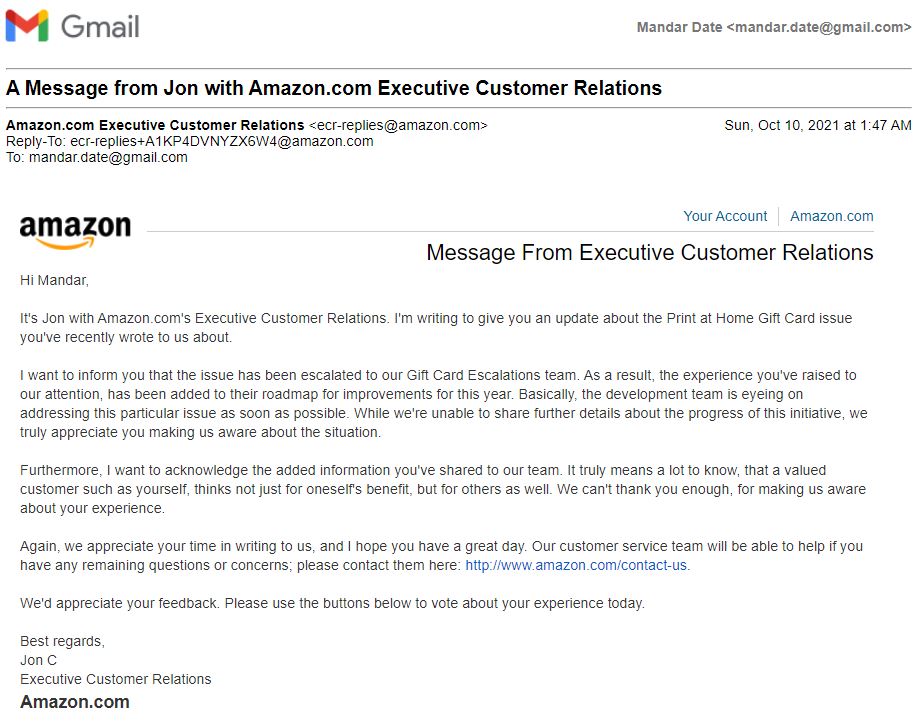 Gmail
Mandar Date <mandar.date@gmail.com>
A Message from Jon with Amazon.com Executive Customer Relations
Amazon.com Executive Customer Relations <ecr-replies@amazon.com>
Sun, Oct 10, 2021 at 1:47 AM
Reply-To: ecr-replies+A1KP4DVNYZX6W4@amazon.com
To: mandar.date@gmail.com
amazon
Your Account
Amazon.com
Message From Executive Customer Relations
Hi Mandar,
It's Jon with Amazon.com's Executive Customer Relations. I'm writing to give you an update about the Print at Home Gift Card issue
you've recently wrote to us about.
I want to inform you that the issue has been escalated to our Gift Card Escalations team. As a result, the experience you've raised to
our attention, has been added to their roadmap for improvements for this year. Basically, the development team is eyeing on
addressing this particular issue as soon as possible. While we're unable to share further details about the progress of this initiative, we
truly appreciate you making us aware about the situation.
Furthermore, I want to acknowledge the added information you've shared to our team. It truly means a lot to know, that a valued
customer such as yourself, thinks not just for oneself's benefit, but for others as well. We can't thank you enough, for making us aware
about your experience.
Again, we appreciate your time in writing to us, and I hope you have a great day. Our customer service team will be able to help if you
have any remaining questions or concerns; please contact them here: http://www.amazon.com/contact-us.
We'd appreciate your feedback. Please use the buttons below to vote about your experience today.
Best regards,
Jon C
Executive Customer Relations
Amazon.com